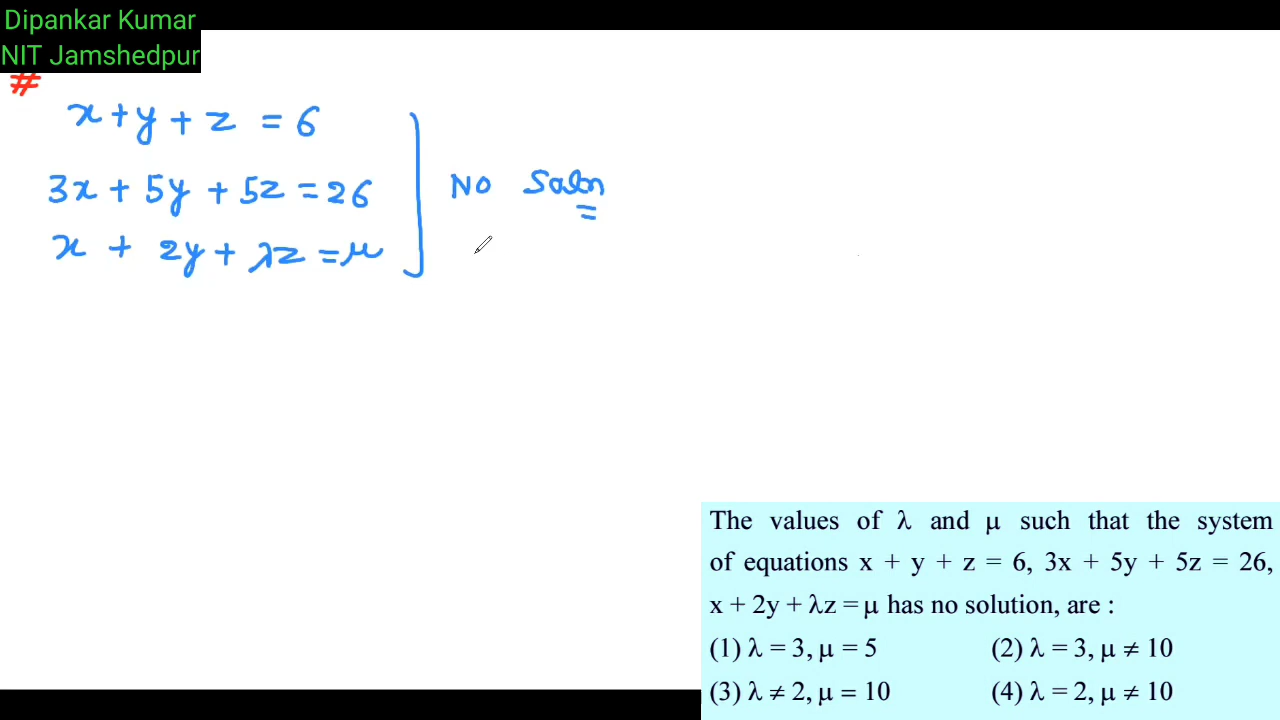 Dipankar Kumar
NIT Jamshedpur
#
x + y + z = 6
3x + 5y + 5z = 26
x + 2y + λz = μ
NO Soln
The values of λ and μ such that the system
of equations x + y + z = 6, 3x + 5y + 5z = 26,
x + 2y + λz = μ has no solution, are :
(1) λ = 3, μ = 5 (2) λ = 3, μ ≠ 10
(3) λ ≠ 2, μ = 10 (4) λ = 2, μ ≠ 10